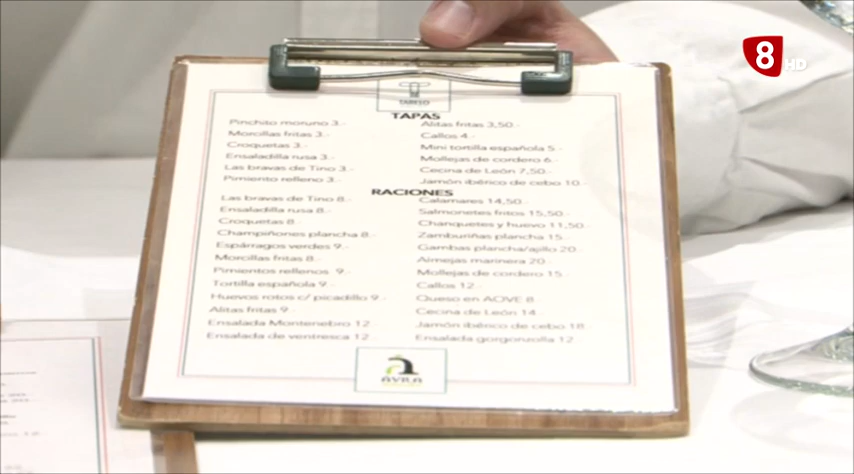 8 HD
TABELO
TAPAS
Pinchito moruno 3.-
Morcillas fritas 3.-
Croquetas 3.-
Ensaladilla rusa 3.-
Las bravas de Tino 3.-
Pimiento relleno 3.-
Alitas fritas 3,50.-
Callos 4.-
Mini tortilla española 5.-
Mollejas de cordero 6.-
Cecina de León 7,50.-
Jamón ibérico de cebo 10.-
RACIONES
Las bravas de Tino 8.-
Ensaladilla rusa 8.-
Croquetas 8.-
Champiñones plancha 8.-
Espárragos verdes 9.-
Morcillas fritas 8.-
Pimientos rellenos 9.-
Tortilla española 9.-
Huevos rotos c/ picadillo 9.-
Alitas fritas 9.-
Ensalada Montenebro 12.-
Ensalada de ventresca 12.-
Calamares 14,50.-
Salmonetes fritos 15,50.-
Chanquetes y huevo 11,50.-
Zamburiñas plancha 15.-
Gambas plancha/ajillo 20.-
Almejas marinera 20.-
Mollejas de cordero 15.-
Callos 12.-
Queso en AOVE 8.-
Cecina de León 14.-
Jamón ibérico de cebo 18.-
Ensalada gorgonzolla 12.-
AVILA